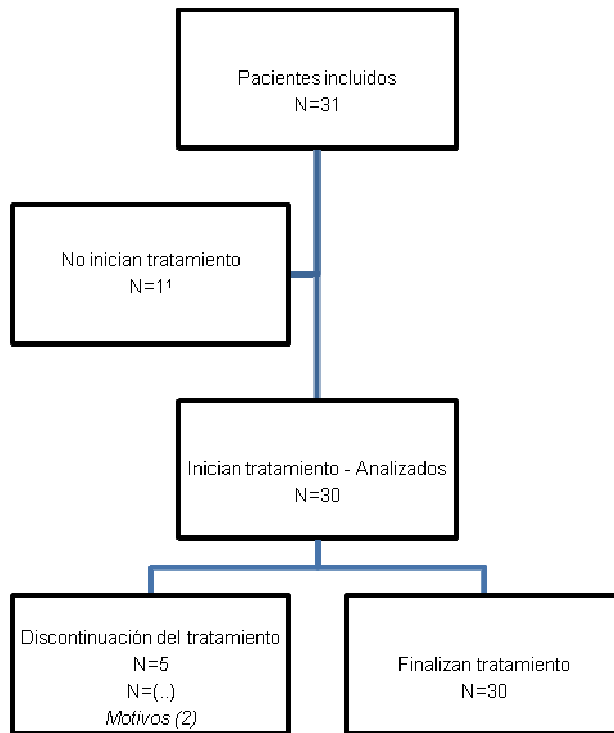 Pacientes incluidos
N=31
No inician tratamiento
N=1¹
Inician tratamiento - Analizados
N=30
Discontinuación del tratamiento
N=5
N=(..)
Motivos (2)
Finalizan tratamiento
N=30